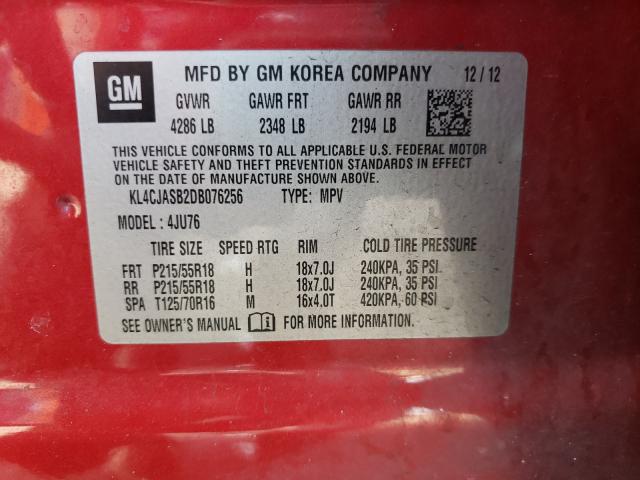 GM MFD BY GM KOREA COMPANY 12/12
GVWR GAWR FRT GAWR RR
4286 LB 2348 LB 2194 LB
THIS VEHICLE CONFORMS TO ALL APPLICABLE U.S. FEDERAL MOTOR
VEHICLE SAFETY AND THEFT PREVENTION STANDARDS IN EFFECT
ON THE DATE OF MANUFACTURE SHOWN ABOVE.
KL4CJASB2DB076256 TYPE: MPV
MODEL: 4JU76
TIRE SIZE SPEED RTG RIM COLD TIRE PRESSURE
FRT P215/55R18 H 18x7.0J 240KPA, 35 PSI
RR P215/55R18 H 18x7.0J 240KPA, 35 PSI
SPA T125/70R16 M 16x4.0T 420KPA, 60 PSI
SEE OWNER'S MANUAL FOR MORE INFORMATION.